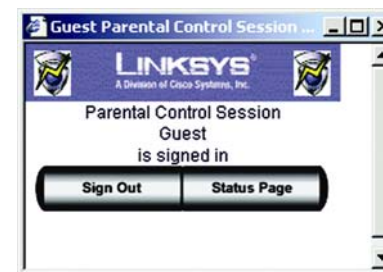 Guest Parental Control Session ...
LINKSYS®
A Division of Cisco Systems, Inc.
Parental Control Session
Guest
is signed in
Sign Out Status Page